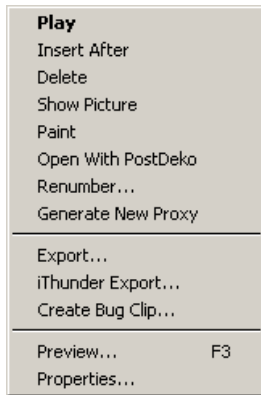 Play
Insert After
Delete
Show Picture
Paint
Open With PostDeko
Renumber...
Generate New Proxy
Export...
iThunder Export...
Create Bug Clip...
Preview... F3
Properties...